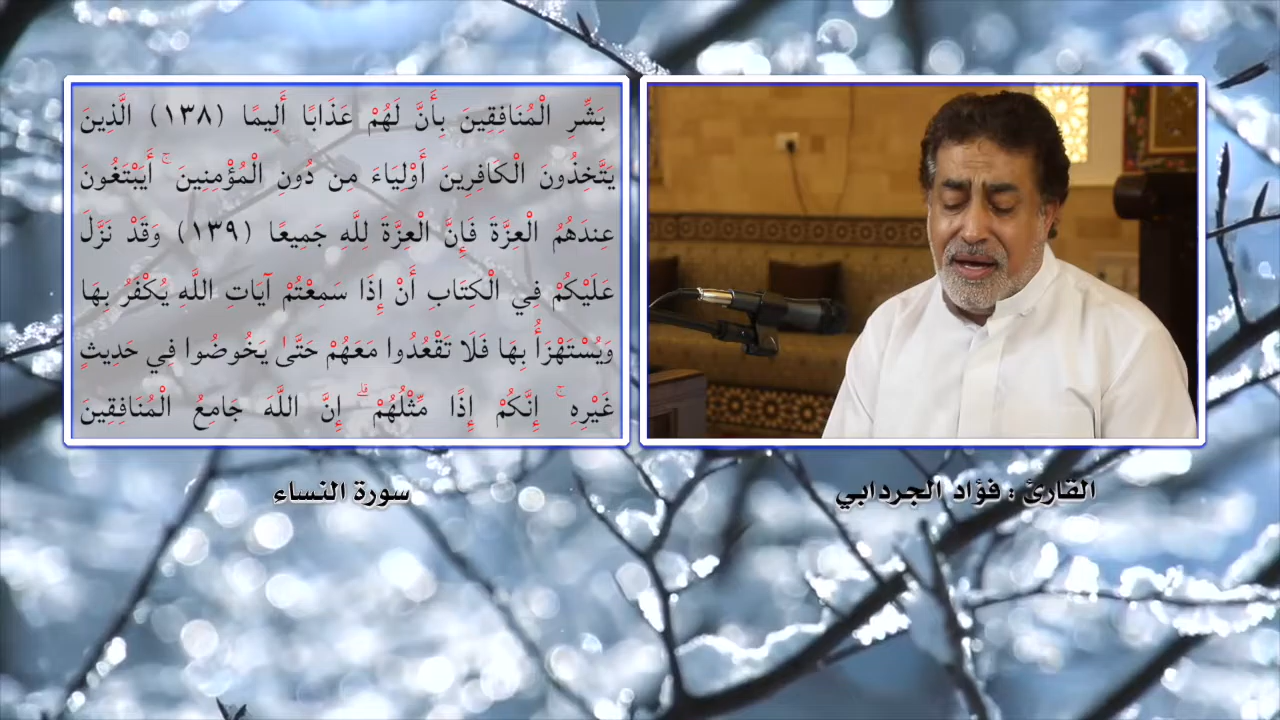 بَشِّرِ الْمُنَافِقِينَ بِأَنَّ لَهُمْ عَذَابًا أَلِيمًا (١٣٨) الَّذِينَ
يَتَّخِذُونَ الْكَافِرِينَ أَوْلِيَاءَ مِن دُونِ الْمُؤْمِنِينَ ۚ أَيَبْتَغُونَ
عِندَهُمُ الْعِزَّةَ فَإِنَّ الْعِزَّةَ لِلَّهِ جَمِيعًا (١٣٩) وَقَدْ نَزَّلَ
عَلَيْكُمْ فِي الْكِتَابِ أَنْ إِذَا سَمِعْتُمْ آيَاتِ اللَّهِ يُكْفَرُ بِهَا
وَيُسْتَهْزَأُ بِهَا فَلَا تَقْعُدُوا مَعَهُمْ حَتَّىٰ يَخُوضُوا فِي حَدِيثٍ
غَيْرِهِ ۚ إِنَّكُمْ إِذًا مِّثْلُهُمْ ۗ إِنَّ اللَّهَ جَامِعُ الْمُنَافِقِينَ
القارئ : فؤاد الجردابي
سورة النساء